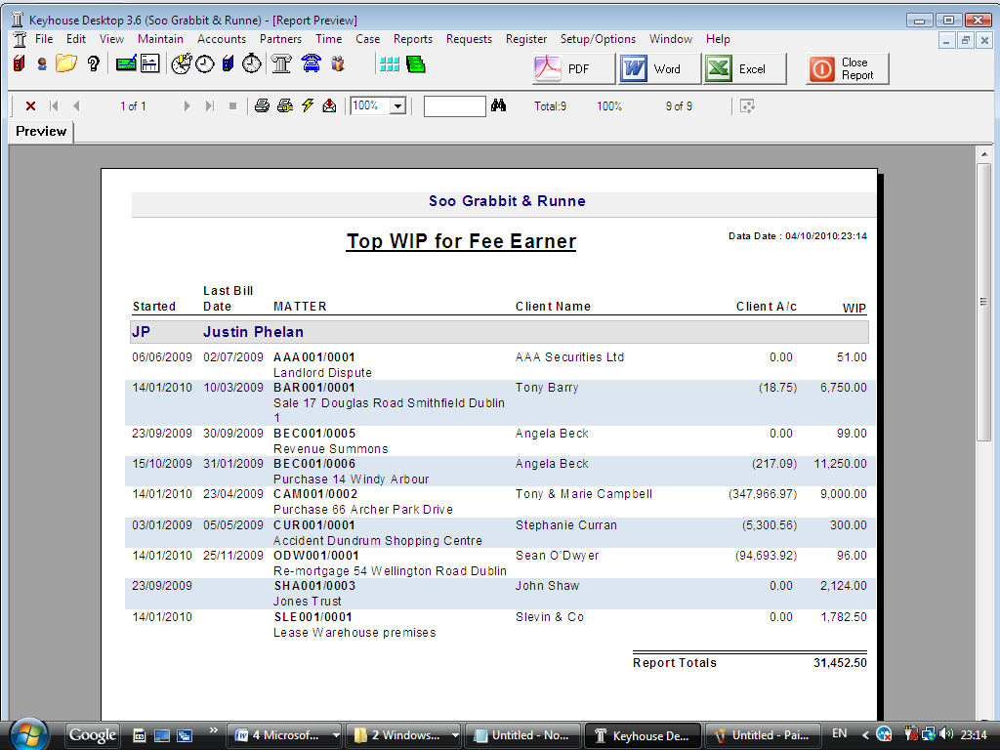 Keyhouse Desktop 3.6 (Soo Grabbit & Runne) - [Report Preview]
File Edit View Maintain Accounts Partners Time Case Reports Requests Register Setup/Options Window Help
PDF Word Excel Close Report
1 of 1 100% Total:9 100% 9 of 9
Preview
Soo Grabbit & Runne
Top WIP for Fee Earner
Data Date : 04/10/2010:23:14
Started Last Bill Date MATTER Client Name Client A/c WIP
JP Justin Phelan
06/06/2009 02/07/2009 AAA001/0001 AAA Securities Ltd 0.00 51.00
Landlord Dispute
14/01/2010 10/03/2009 BAR001/0001 Tony Barry (18.75) 6,750.00
Sale 17 Douglas Road Smithfield Dublin
1
23/09/2009 30/09/2009 BEC001/0005 Angela Beck 0.00 99.00
Revenue Summons
15/10/2009 31/01/2009 BEC001/0006 Angela Beck (217.09) 11,250.00
Purchase 14 Windy Arbour
14/01/2010 23/04/2009 CAM001/0002 Tony & Marie Campbell (347,966.97) 9,000.00
Purchase 66 Archer Park Drive
03/01/2009 05/05/2009 CUR001/0001 Stephanie Curran (5,300.56) 300.00
Accident Dundrum Shopping Centre
14/01/2010 25/11/2009 ODW001/0001 Sean O'Dwyer (94,693.92) 96.00
Re-mortgage 54 Wellington Road Dublin
23/09/2009 SHA001/0003 John Shaw 0.00 2,124.00
Jones Trust
14/01/2010 SLE001/0001 Slevin & Co 0.00 1,782.50
Lease Warehouse premises
Report Totals 31,452.50
Google 4 Microsof... 2 Windows... Untitled - No... Keyhouse De... Untitled - Pai... EN 23:14